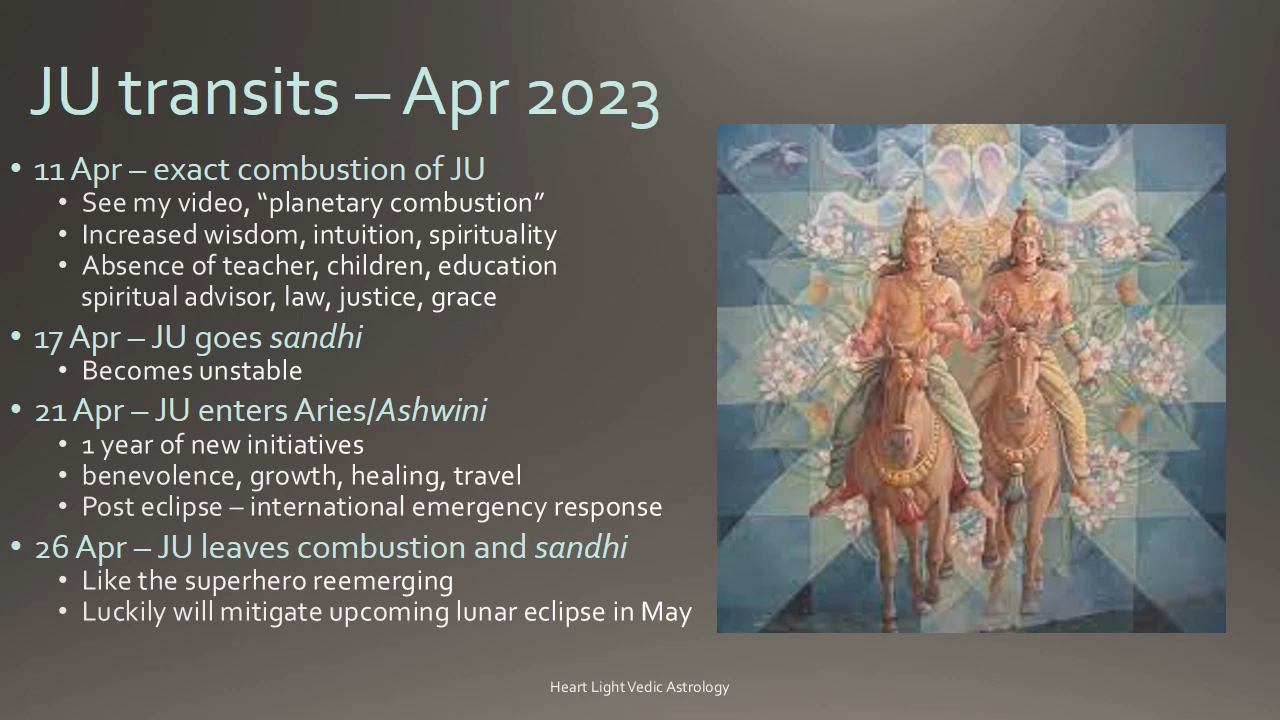 JU transits – Apr 2023
• 11 Apr – exact combustion of JU
• See my video, “planetary combustion”
• Increased wisdom, intuition, spirituality
• Absence of teacher, children, education
spiritual advisor, law, justice, grace
• 17 Apr – JU goes sandhi
• Becomes unstable
• 21 Apr – JU enters Aries/Ashwini
• 1 year of new initiatives
• benevolence, growth, healing, travel
• Post eclipse – international emergency response
• 26 Apr – JU leaves combustion and sandhi
• Like the superhero reemerging
• Luckily will mitigate upcoming lunar eclipse in May
Heart Light Vedic Astrology